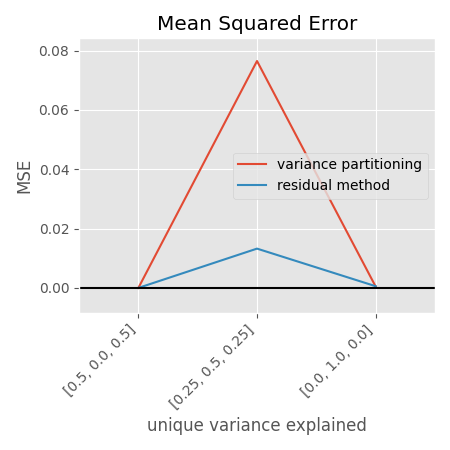 Mean Squared Error
0.08
0.06
0.04
0.02
0.00
MSE
variance partitioning
residual method
[0.5, 0.0, 0.5]
[0.25, 0.5, 0.25]
[0.0, 1.0, 0.0]
unique variance explained